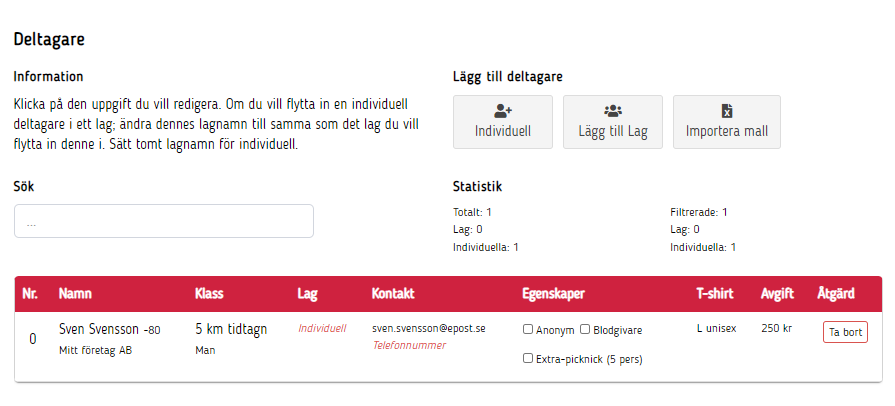 Deltagare
Information
Klicka på den uppgift du vill redigera. Om du vill flytta in en individuell
deltagare i ett lag; ändra dennes lagnamn till samma som det lag du vill
flytta in denne i. Sätt tomt lagnamn för individuell.
Lägg till deltagare
Individuell
Lägg till Lag
Importera mall
Sök
...
Statistik
Totalt: 1
Lag: 0
Individuella: 1
Filtrerade: 1
Lag: 0
Individuella: 1
Nr. Namn Klass Lag Kontakt Egenskaper T-shirt Avgift Åtgärd
0 Sven Svensson -80 5 km tidtagn Individuell sven.svensson@epost.se Anonym Blodgivare L unisex 250 kr Ta bort
Mitt företag AB Man Telefonnummer
Extra-picknick (5 pers)